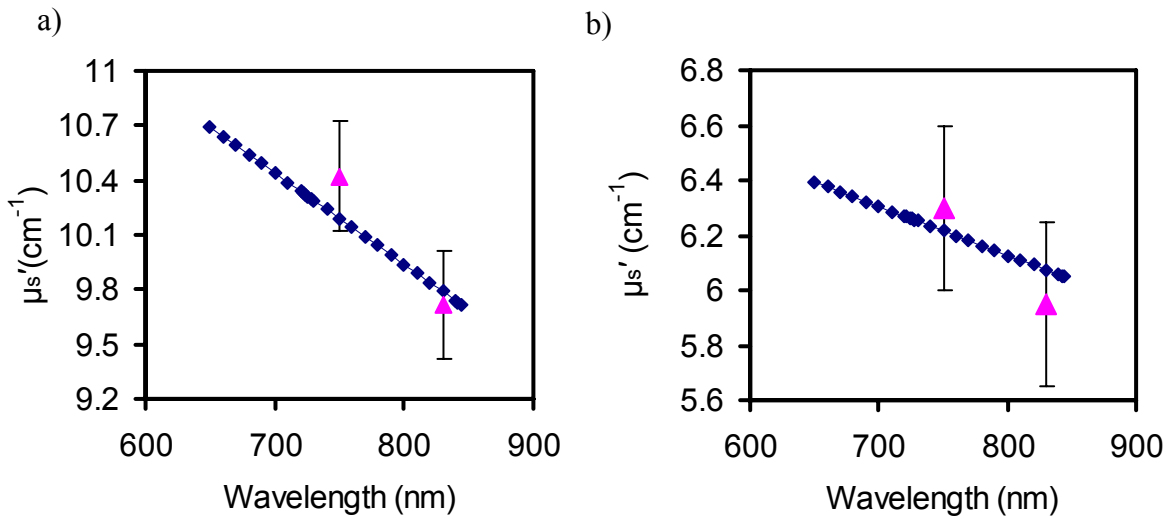 a)
11
10.7
10.4
10.1
9.8
9.5
9.2
600 700 800 900
µs′(cm-1)
Wavelength (nm)
b)
6.8
6.6
6.4
6.2
6
5.8
5.6
600 700 800 900
µs′ (cm-1)
Wavelength (nm)